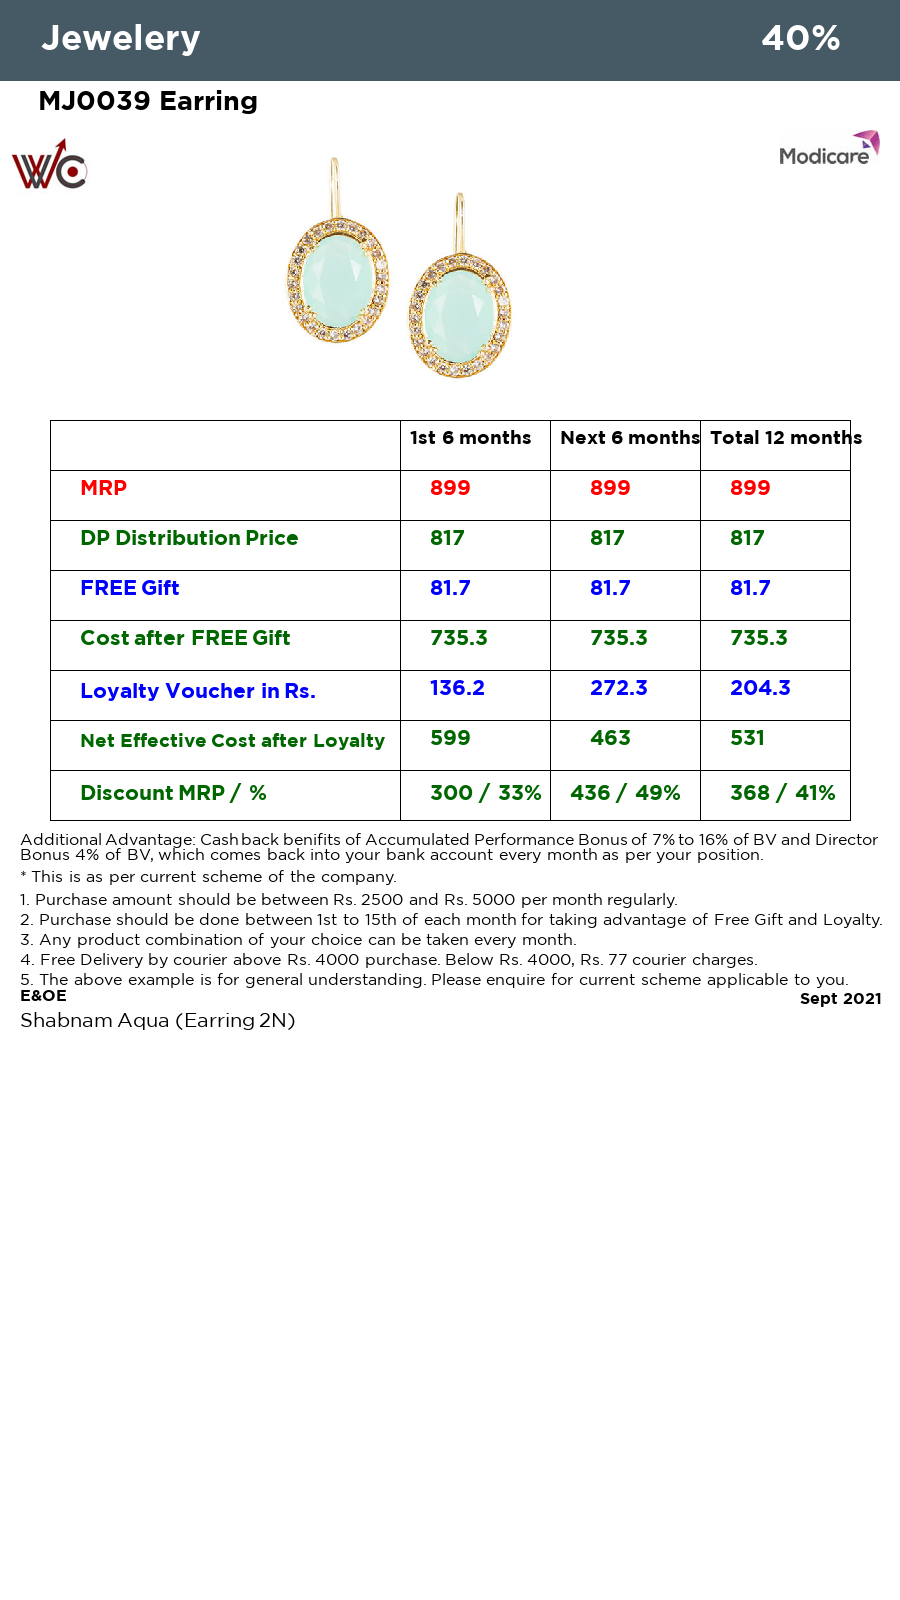 Jewelery 40%
MJ0039 Earring
WC
Modicare
1st 6 months Next 6 months Total 12 months
MRP 899 899 899
DP Distribution Price 817 817 817
FREE Gift 81.7 81.7 81.7
Cost after FREE Gift 735.3 735.3 735.3
Loyalty Voucher in Rs. 136.2 272.3 204.3
Net Effective Cost after Loyalty 599 463 531
Discount MRP / % 300 / 33% 436 / 49% 368 / 41%
Additional Advantage: Cashback benifits of Accumulated Performance Bonus of 7% to 16% of BV and Director
Bonus 4% of BV, which comes back into your bank account every month as per your position.
* This is as per current scheme of the company.
1. Purchase amount should be between Rs. 2500 and Rs. 5000 per month regularly.
2. Purchase should be done between 1st to 15th of each month for taking advantage of Free Gift and Loyalty.
3. Any product combination of your choice can be taken every month.
4. Free Delivery by courier above Rs. 4000 purchase. Below Rs. 4000, Rs. 77 courier charges.
5. The above example is for general understanding. Please enquire for current scheme applicable to you.
E&OE
Sept 2021
Shabnam Aqua (Earring 2N)